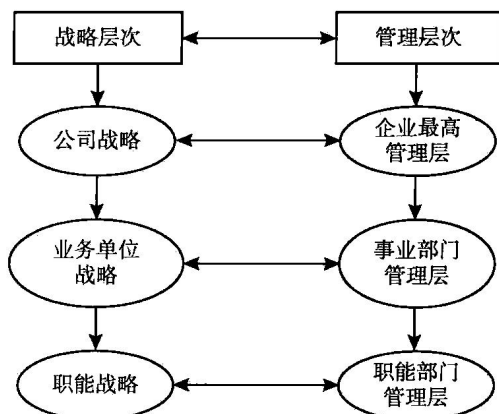 战略层次
管理层次
公司战略
企业最高
管理层
业务单位
战略
事业部门
管理层
职能战略
职能部门
管理层